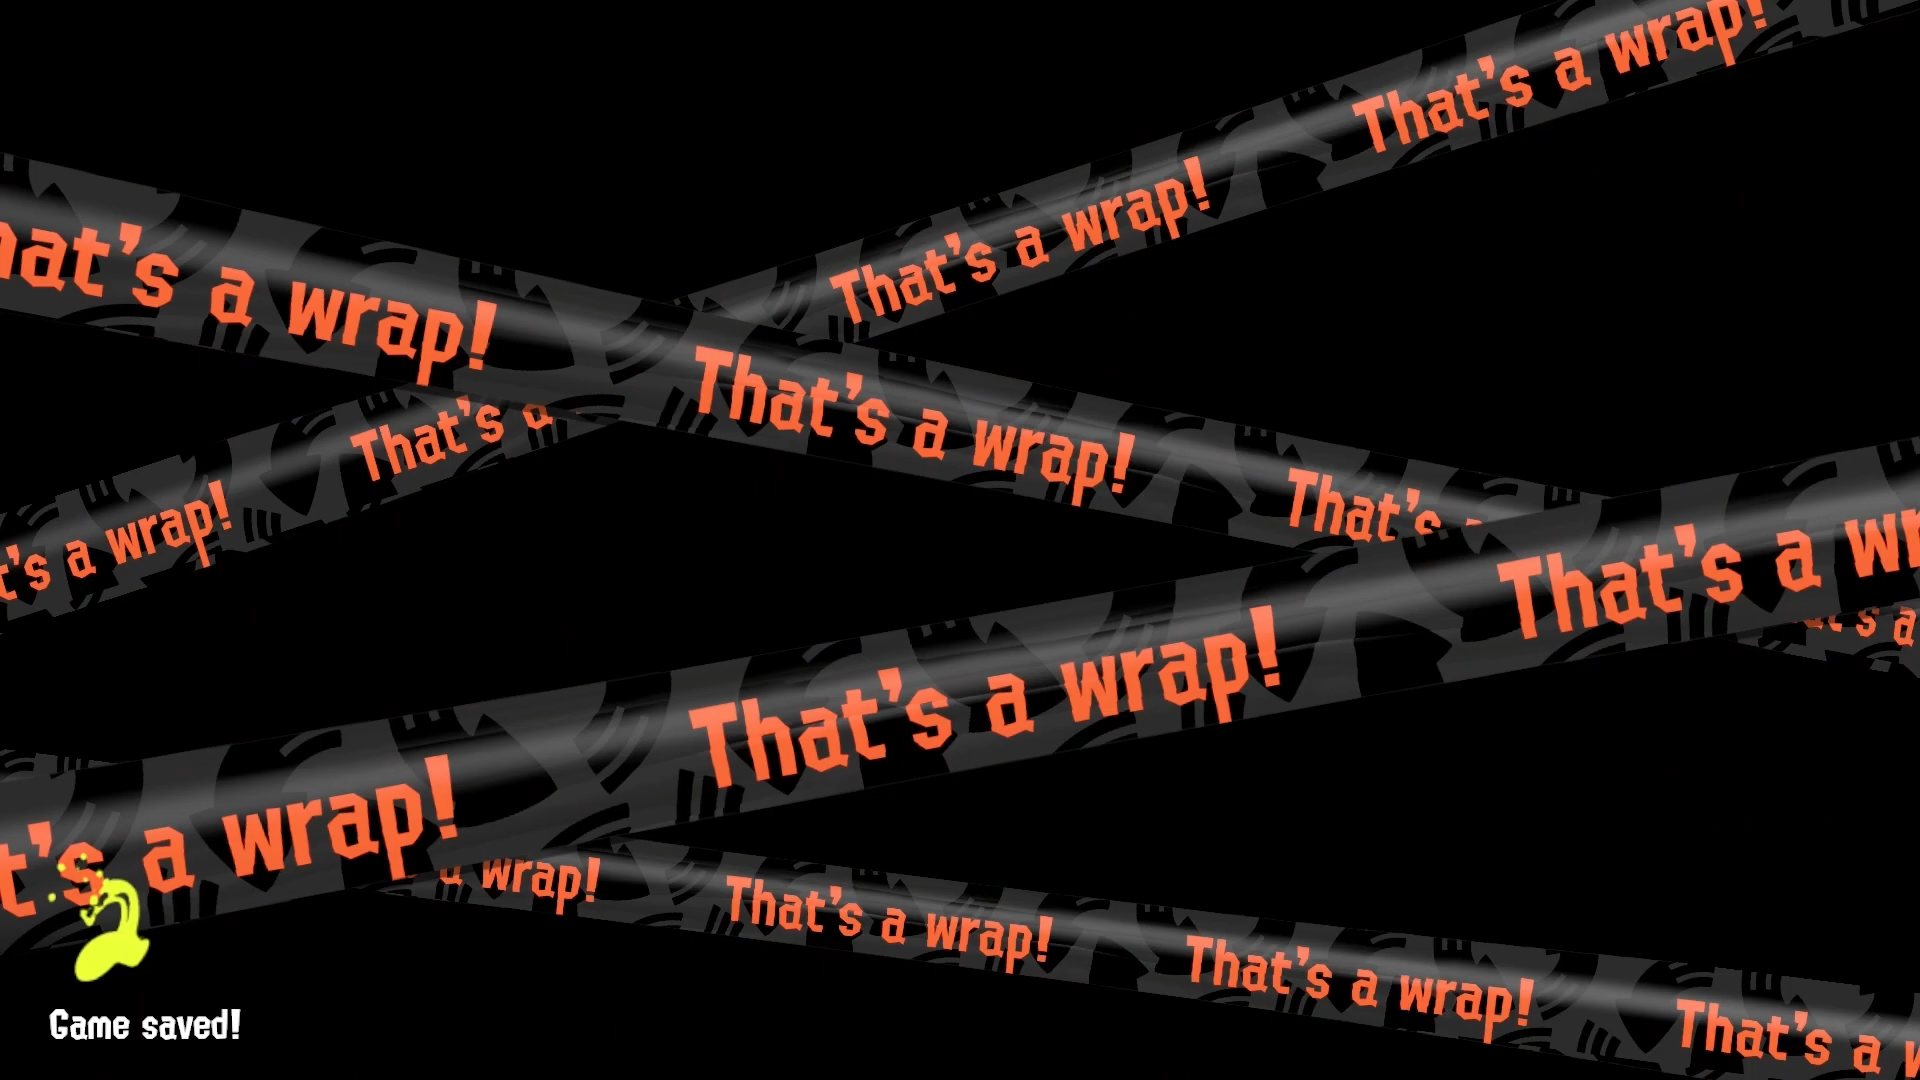 That's a wrap!
That's a wrap!
hat's a wrap!
That's a wrap!
That's
That's a
t's a wrap!
That's a wr
t's a
That's a wrap!
t's a wrap!
a wrap!
That's a wrap!
That's a wrap!
That's a w
Game saved!